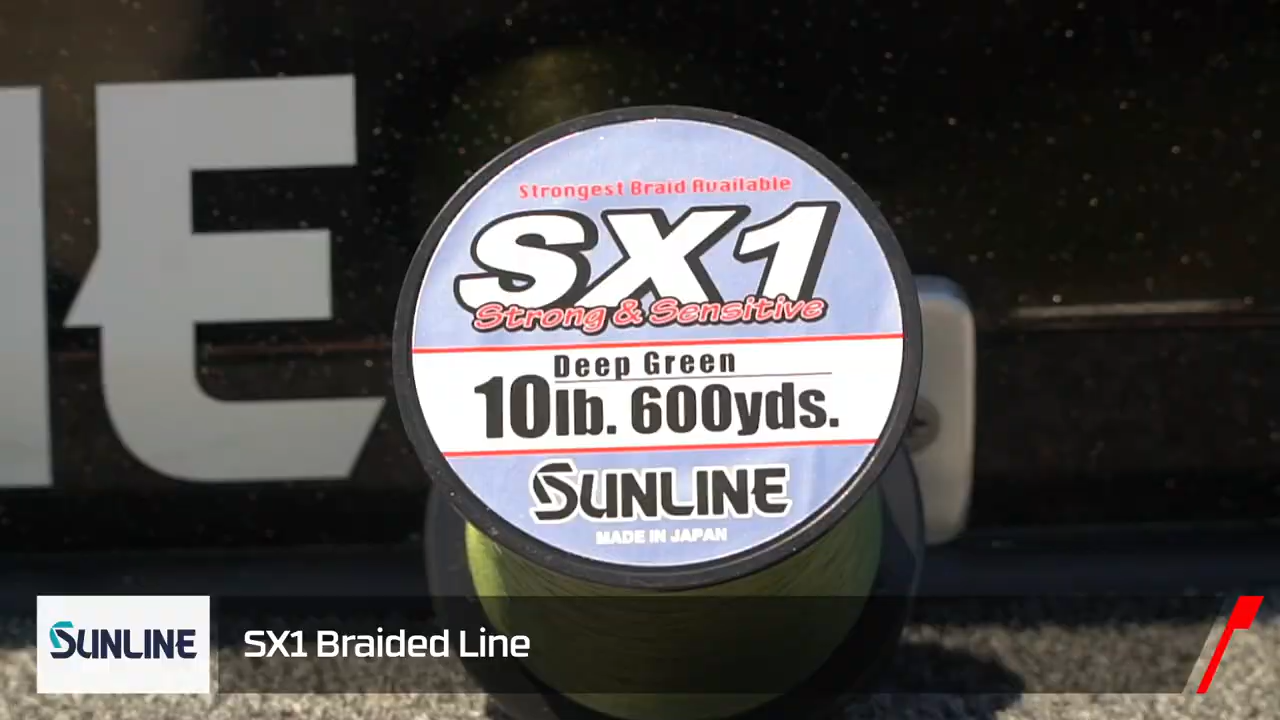 Strongest Braid Available
SX1
Strong & Sensitive
Deep Green
10lb. 600yds.
SUNLINE
MADE IN JAPAN
SUNLINE
SX1 Braided Line